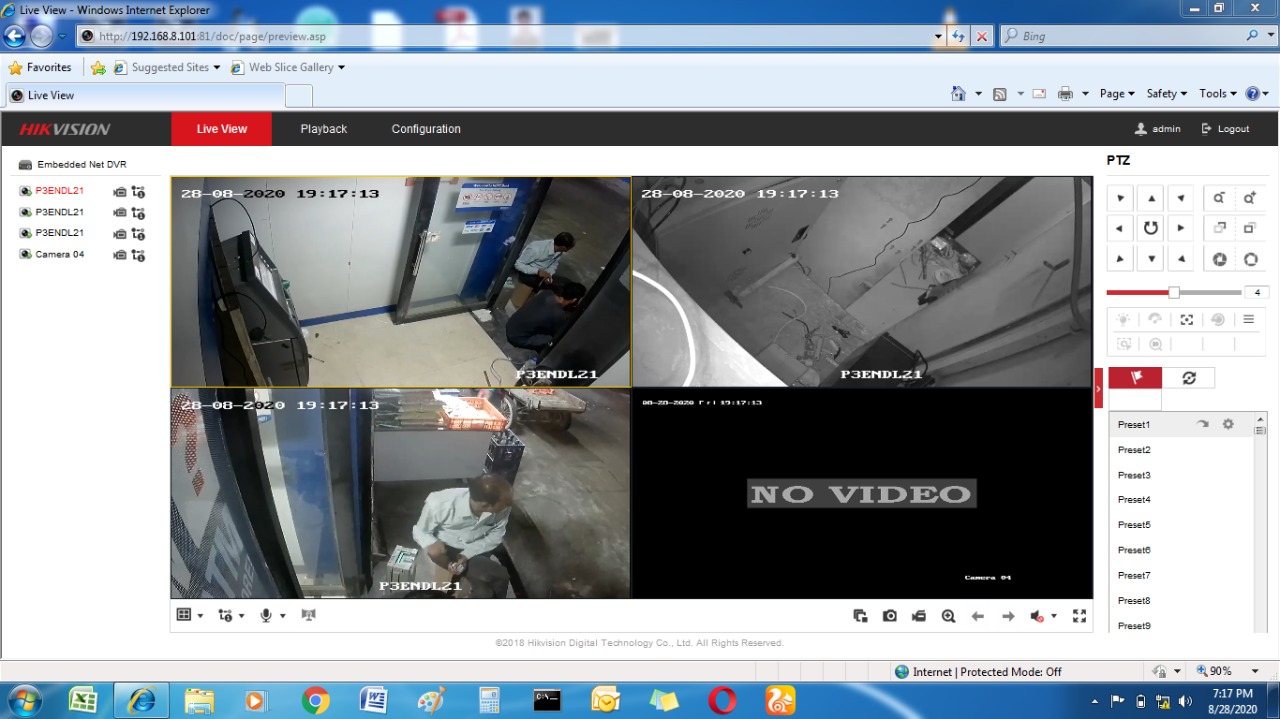 Live View - Windows Internet Explorer
http://192.168.8.101:81/doc/page/preview.asp
Bing
Favorites
Suggested Sites
Web Slice Gallery
Live View
Page
Safety
Tools
HIKVISION
Live View
Playback
Configuration
admin
Logout
Embedded Net DVR
P3ENDL21
P3ENDL21
P3ENDL21
Camera 04
28-08-2020 19:17:13
P3ENDL21
28-08-2020 19:17:13
P3ENDL21
28-08-2020 19:17:13
P3ENDL21
08-28-2020 Fri 19:17:13
NO VIDEO
Camera 04
PTZ
4
Preset1
Preset2
Preset3
Preset4
Preset5
Preset6
Preset7
Preset8
Preset9
©2018 Hikvision Digital Technology Co., Ltd. All Rights Reserved.
Internet | Protected Mode: Off
90%
7:17 PM
8/28/2020